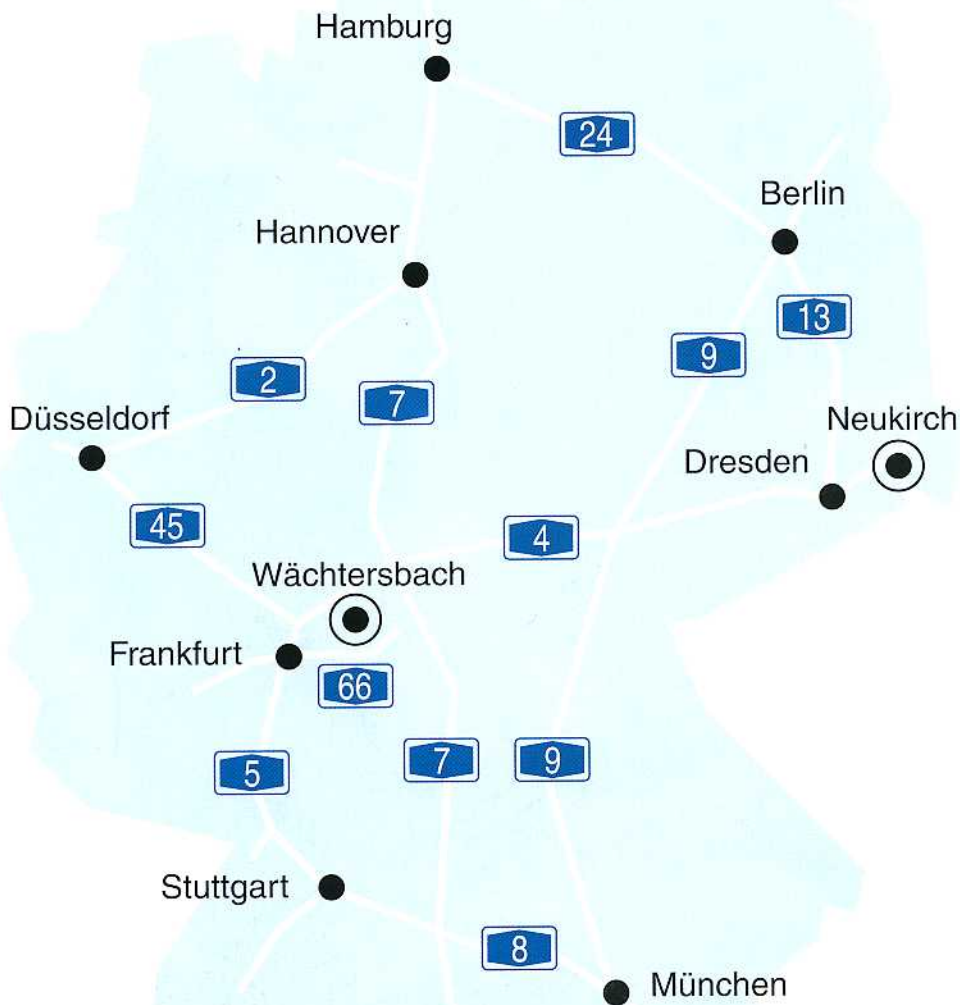 Hamburg
24
Berlin
Hannover
13
9
2
7
Düsseldorf
Neukirch
Dresden
45
4
Wächtersbach
Frankfurt
66
5
7
9
Stuttgart
8
München